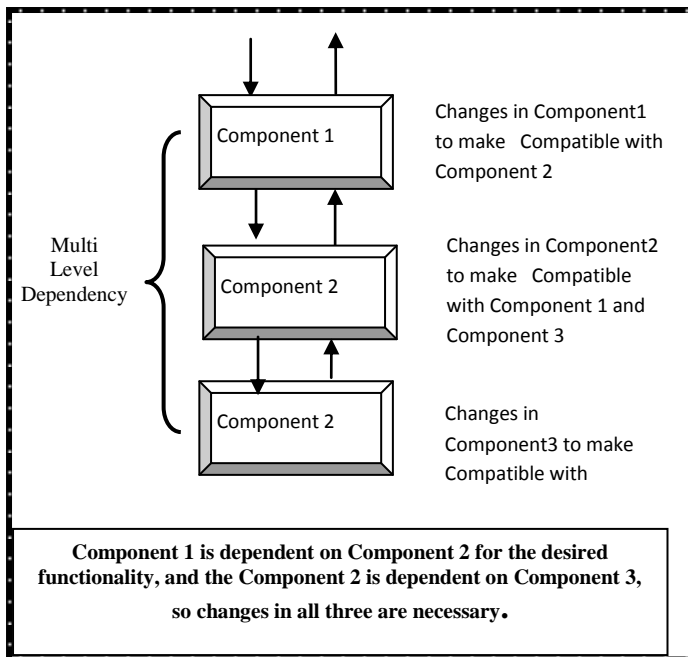 Component 1
Changes in Component1
to make Compatible with
Component 2
Multi
Level
Dependency
Component 2
Changes in Component2
to make Compatible
with Component 1 and
Component 3
Component 2
Changes in
Component3 to make
Compatible with
Component 1 is dependent on Component 2 for the desired
functionality, and the Component 2 is dependent on Component 3,
so changes in all three are necessary.